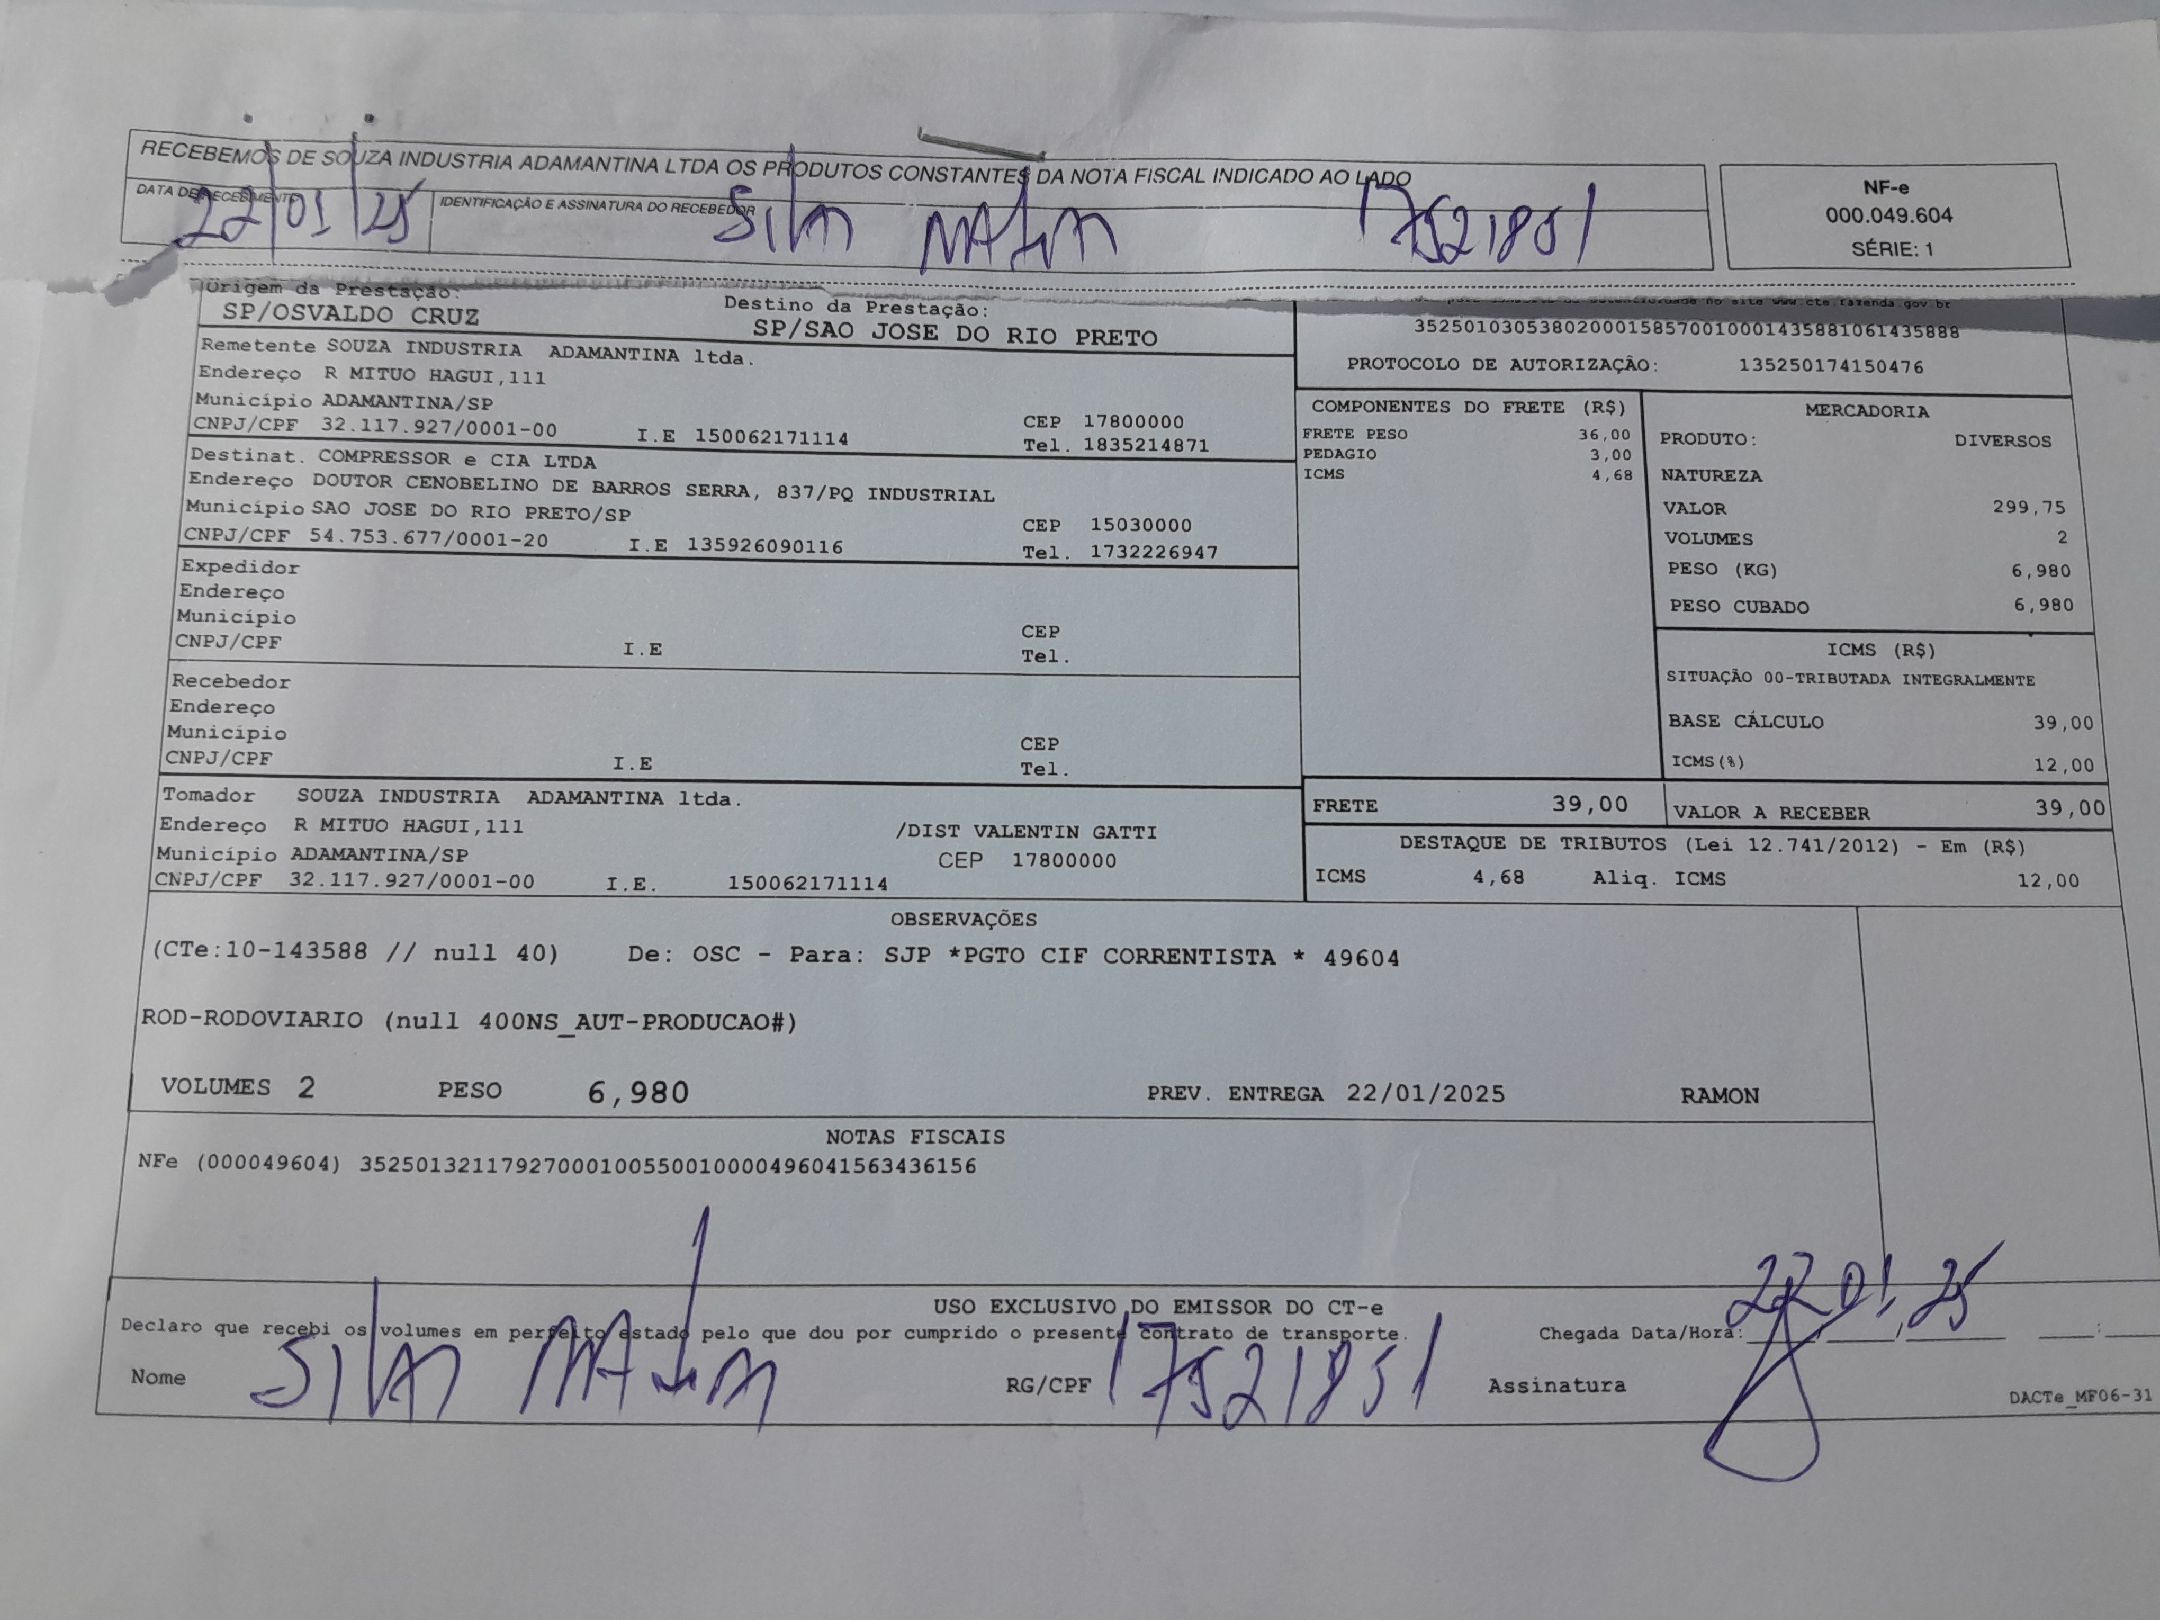 RECEBEMOS DE SOUZA INDUSTRIA ADAMANTINA LTDA OS PRODUTOS CONSTANTES DA NOTA FISCAL INDICADO AO LADO
DATA DE RECEBIMENTO
22/01/25
IDENTIFICAÇÃO E ASSINATURA DO RECEBEDOR
17521851
NF-e
000.049.604
SÉRIE: 1
Origem da Prestação:
SP/OSVALDO CRUZ
Destino da Prestação:
SP/SAO JOSE DO RIO PRETO
no site www.cte.fazenda.gov.br
35250103053802000158570010001435881061435888
PROTOCOLO DE AUTORIZAÇÃO: 135250174150476
Remetente SOUZA INDUSTRIA ADAMANTINA ltda.
Endereço R MITUO HAGUI,111
Município ADAMANTINA/SP CEP 17800000
CNPJ/CPF 32.117.927/0001-00 I.E 150062171114 Tel. 1835214871
Destinat. COMPRESSOR e CIA LTDA
Endereço DOUTOR CENOBELINO DE BARROS SERRA, 837/PQ INDUSTRIAL
Município SAO JOSE DO RIO PRETO/SP CEP 15030000
CNPJ/CPF 54.753.677/0001-20 I.E 135926090116 Tel. 1732226947
Expedidor
Endereço
Município CEP
CNPJ/CPF I.E Tel.
Recebedor
Endereço
Município CEP
CNPJ/CPF I.E Tel.
Tomador SOUZA INDUSTRIA ADAMANTINA ltda.
Endereço R MITUO HAGUI,111 /DIST VALENTIN GATTI
Município ADAMANTINA/SP CEP 17800000
CNPJ/CPF 32.117.927/0001-00 I.E. 150062171114
COMPONENTES DO FRETE (R$)
FRETE PESO 36,00
PEDAGIO 3,00
ICMS 4,68
MERCADORIA
PRODUTO: DIVERSOS
NATUREZA
VALOR 299,75
VOLUMES 2
PESO (KG) 6,980
PESO CUBADO 6,980
ICMS (R$)
SITUAÇÃO 00-TRIBUTADA INTEGRALMENTE
BASE CÁLCULO 39,00
ICMS(%) 12,00
FRETE 39,00 VALOR A RECEBER 39,00
DESTAQUE DE TRIBUTOS (Lei 12.741/2012) - Em (R$)
ICMS 4,68 Aliq. ICMS 12,00
OBSERVAÇÕES
(CTe:10-143588 // null 40) De: OSC - Para: SJP *PGTO CIF CORRENTISTA * 49604
ROD-RODOVIARIO (null 400NS_AUT-PRODUCAO#)
VOLUMES 2 PESO 6,980 PREV. ENTREGA 22/01/2025 RAMON
NOTAS FISCAIS
NFe (000049604) 35250132117927000100550010000496041563436156
USO EXCLUSIVO DO EMISSOR DO CT-e
Declaro que recebi os volumes em perfeito estado pelo que dou por cumprido o presente contrato de transporte. Chegada Data/Hora: 22 01 25
Nome RG/CPF 17521851 Assinatura
DACTe_MF06-31